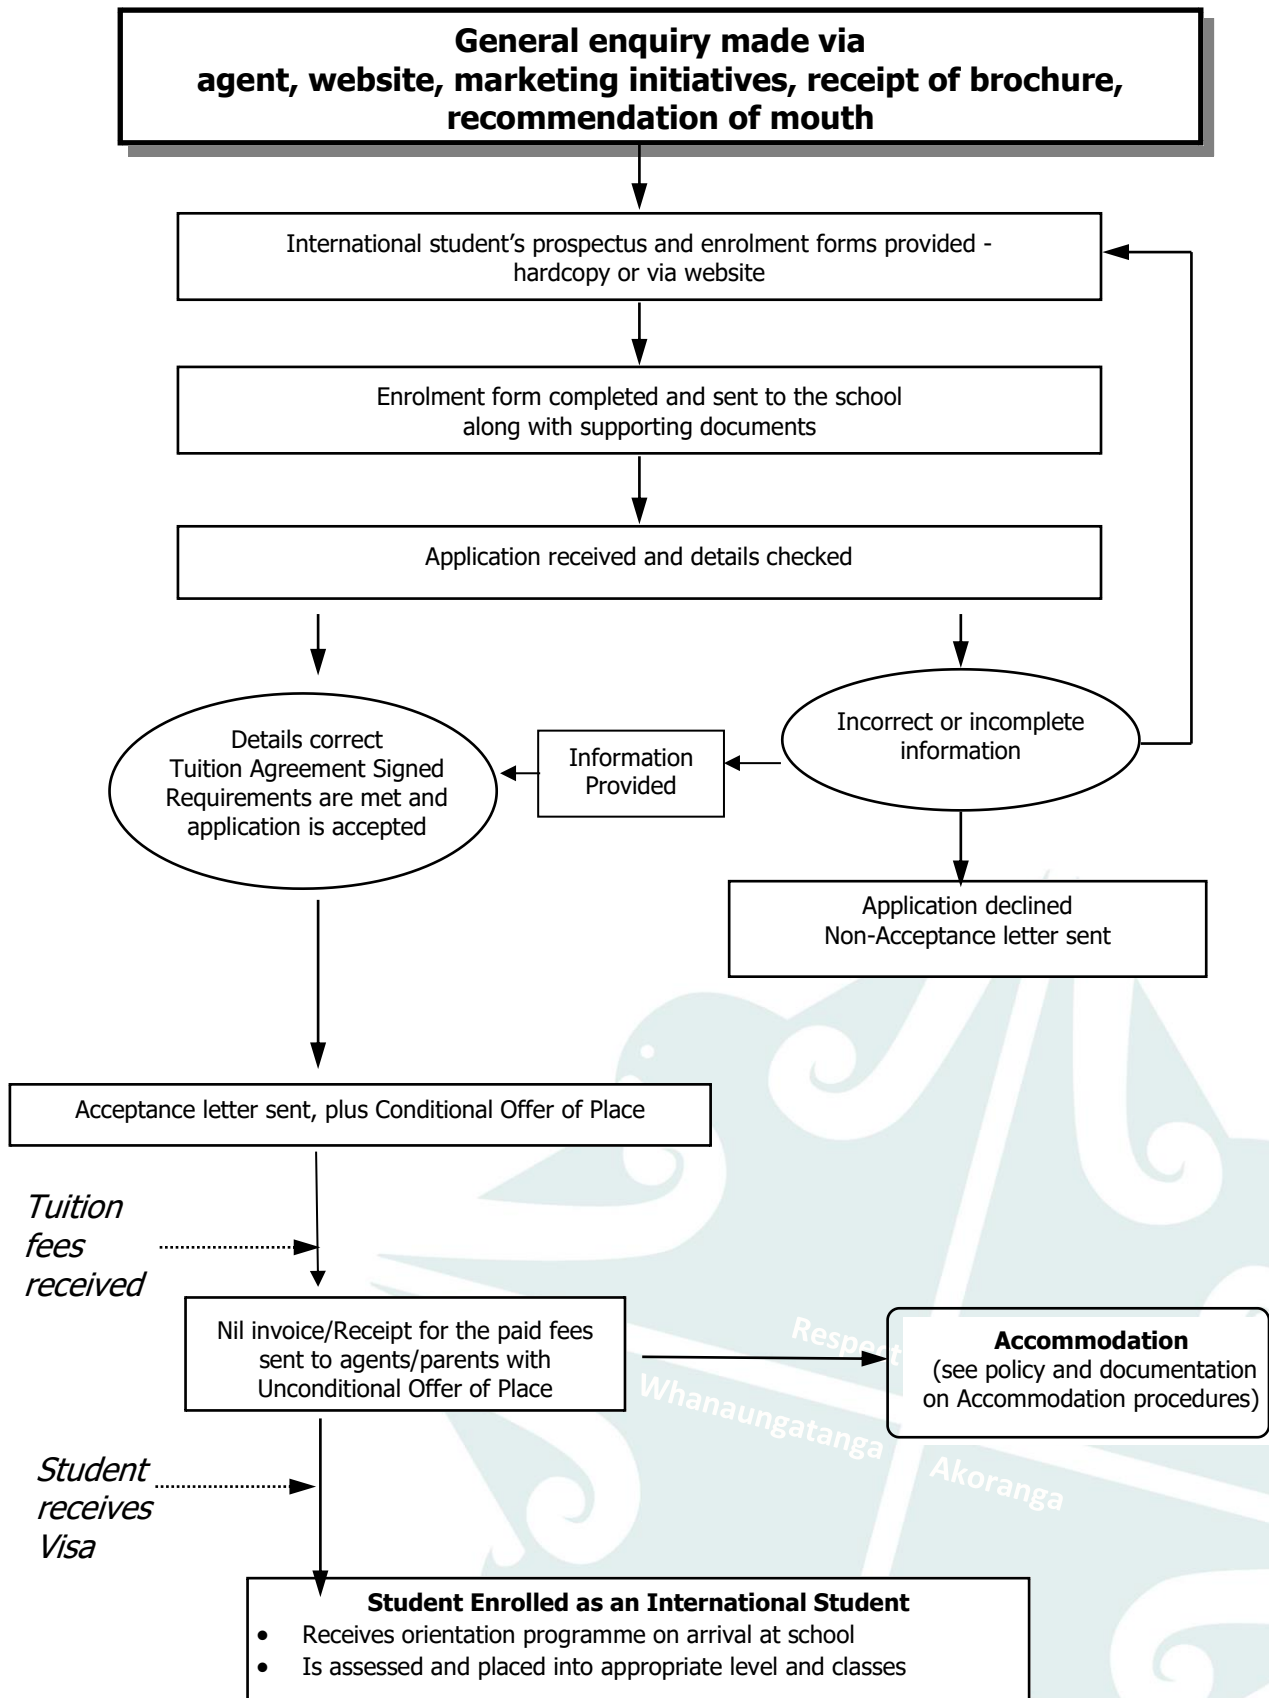 General enquiry made via
agent, website, marketing initiatives, receipt of brochure,
recommendation of mouth
International student’s prospectus and enrolment forms provided -
hardcopy or via website
Enrolment form completed and sent to the school
along with supporting documents
Application received and details checked
Details correct
Tuition Agreement Signed
Requirements are met and
application is accepted
Information
Provided
Incorrect or incomplete
information
Application declined
Non-Acceptance letter sent
Acceptance letter sent, plus Conditional Offer of Place
Tuition
fees
received
Nil invoice/Receipt for the paid fees
sent to agents/parents with
Unconditional Offer of Place
Respect
Accommodation
(see policy and documentation
on Accommodation procedures)
Whanaungatanga
Akoranga
Student
receives
Visa
Student Enrolled as an International Student
• Receives orientation programme on arrival at school
• Is assessed and placed into appropriate level and classes